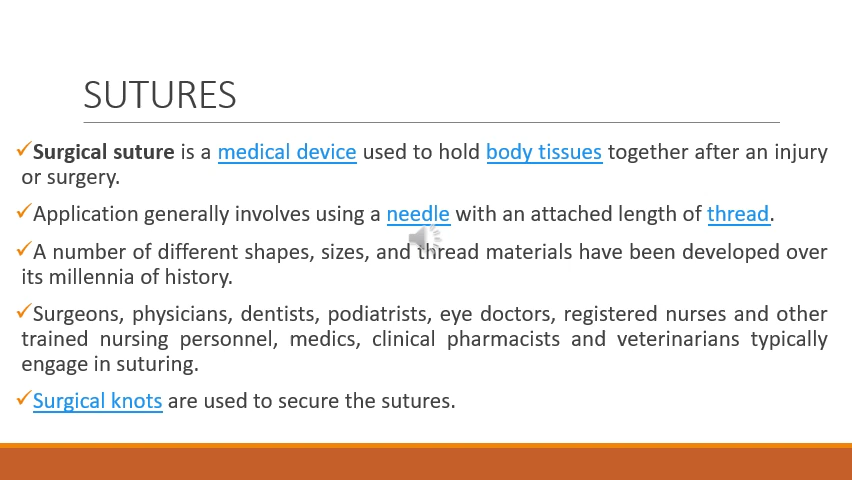 SUTURES
✓Surgical suture is a medical device used to hold body tissues together after an injury
or surgery.
✓Application generally involves using a needle with an attached length of thread.
✓A number of different shapes, sizes, and thread materials have been developed over
its millennia of history.
✓Surgeons, physicians, dentists, podiatrists, eye doctors, registered nurses and other
trained nursing personnel, medics, clinical pharmacists and veterinarians typically
engage in suturing.
✓Surgical knots are used to secure the sutures.